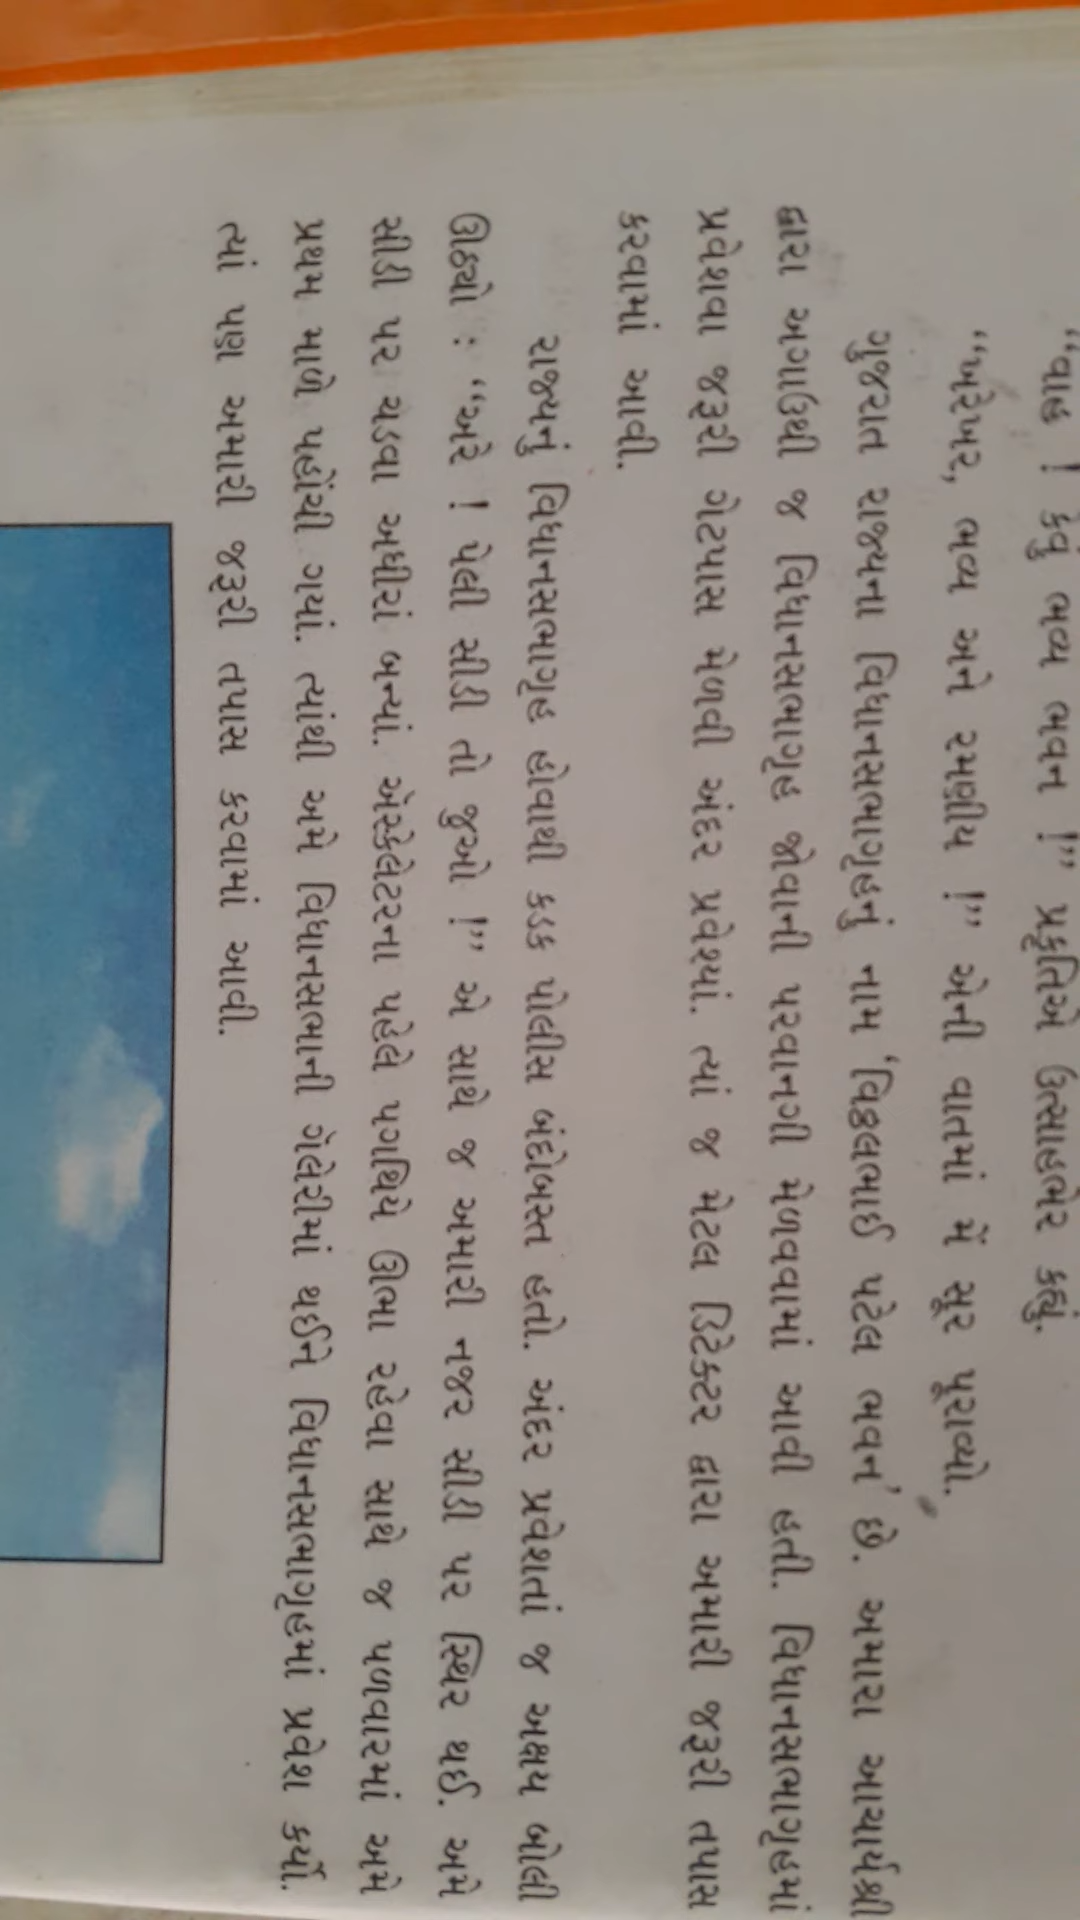 “વાહ ! કેવું ભવ્ય ભવન !” પ્રકૃતિએ ઉત્સાહભેર કહ્યું.
“ખરેખર, ભવ્ય અને રમણીય !” એની વાતમાં મેં સૂર પૂરાવ્યો.
ગુજરાત રાજ્યના વિધાનસભાગૃહનું નામ ‘વિઠ્ઠલભાઈ પટેલ ભવન’ છે. અમારા આચાર્યશ્રી
દ્વારા અગાઉથી જ વિધાનસભાગૃહ જોવાની પરવાનગી મેળવવામાં આવી હતી. વિધાનસભાગૃહમાં
પ્રવેશવા જરૂરી ગેટપાસ મેળવી અંદર પ્રવેશ્યાં. ત્યાં જ મેટલ ડિટેક્ટર દ્વારા અમારી જરૂરી તપાસ
કરવામાં આવી.
રાજ્યનું વિધાનસભાગૃહ હોવાથી કડક પોલીસ બંદોબસ્ત હતો. અંદર પ્રવેશતાં જ અક્ષય બોલી
ઊઠ્યો : “અરે ! પેલી સીડી તો જુઓ !” એ સાથે જ અમારી નજર સીડી પર સ્થિર થઈ. અમે
સીડી પર ચડવા અધીરાં બન્યાં. એસ્કેલેટરના પહેલે પગથિયે ઊભા રહેવા સાથે જ પળવારમાં અમે
પ્રથમ માળે પહોંચી ગયાં. ત્યાંથી અમે વિધાનસભાની ગૅલેરીમાં થઈને વિધાનસભાગૃહમાં પ્રવેશ કર્યો.
ત્યાં પણ અમારી જરૂરી તપાસ કરવામાં આવી.